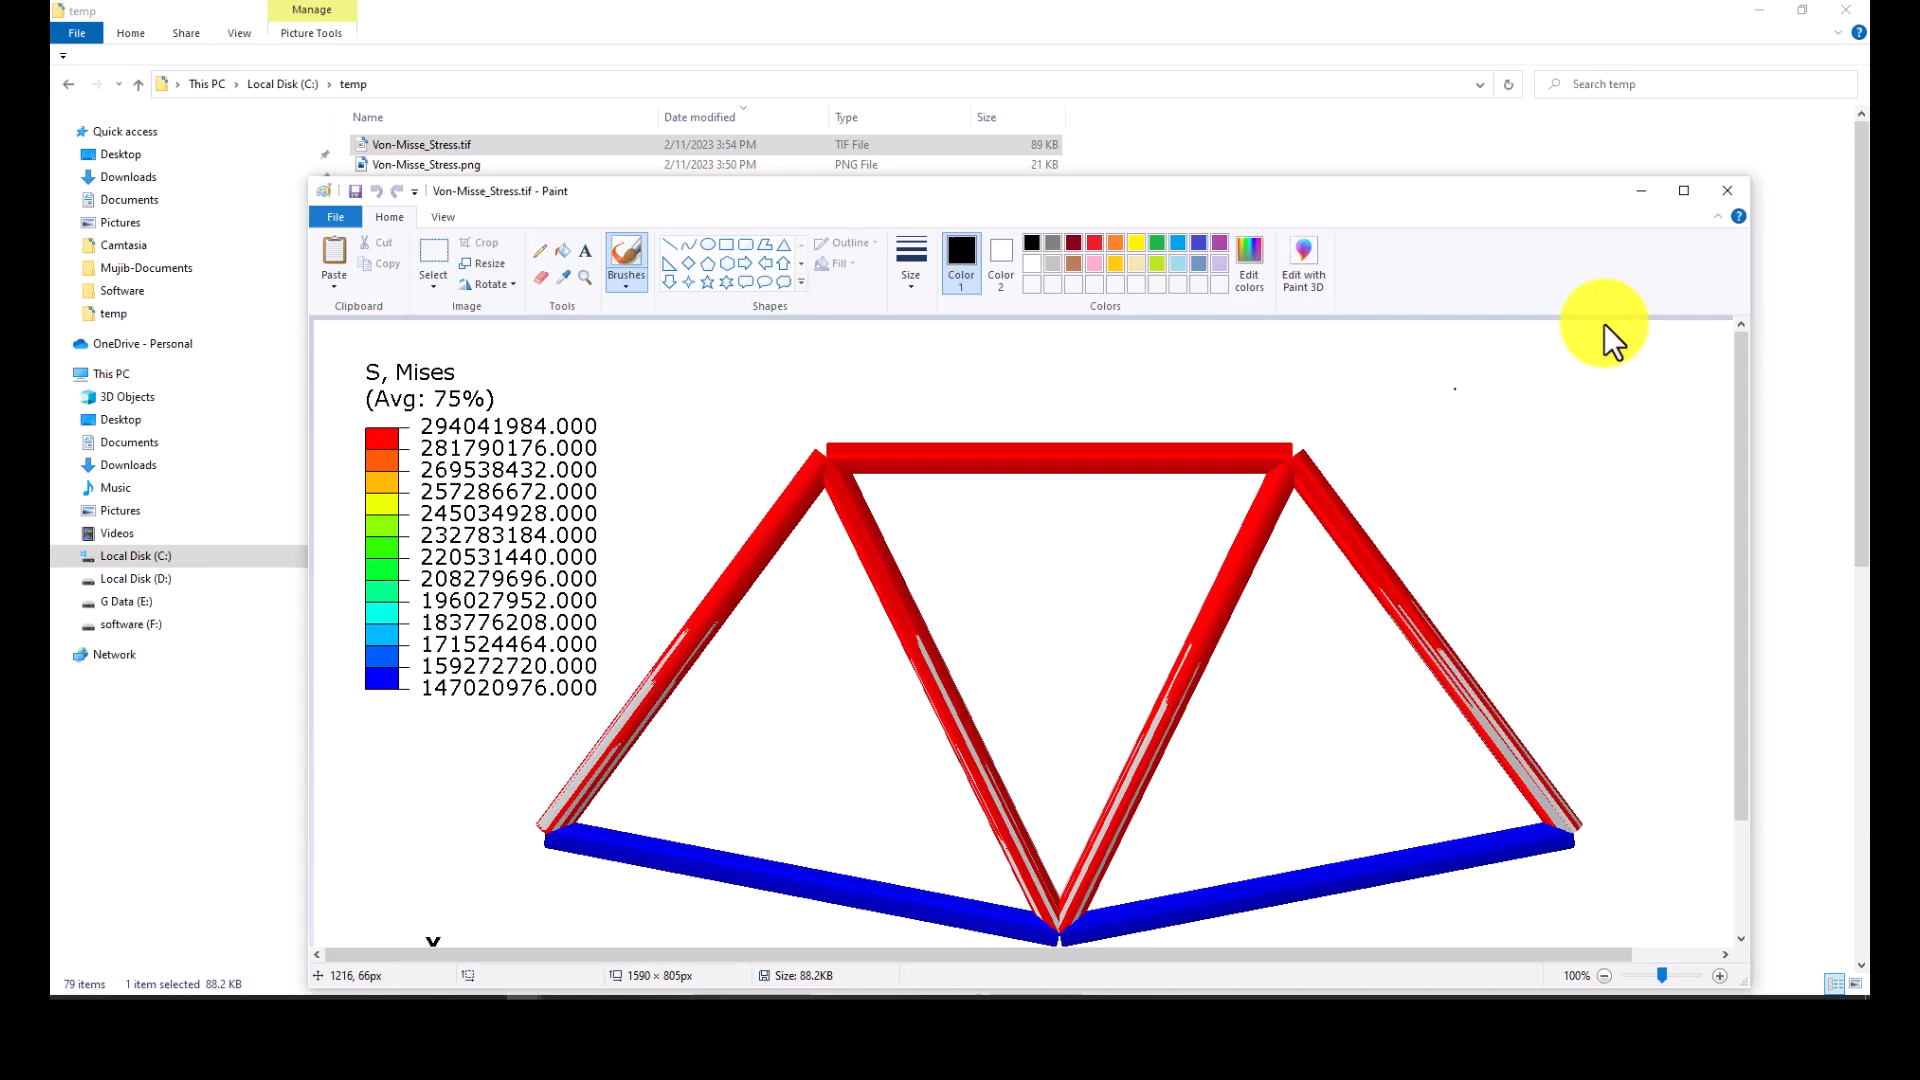 temp
Manage
File
Home
Share
View
Picture Tools
This PC
Local Disk (C:)
temp
Search temp
Name
Date modified
Type
Size
Von-Misse_Stress.tif
2/11/2023 3:54 PM
TIF File
89 KB
Von-Misse_Stress.png
2/11/2023 3:50 PM
PNG File
21 KB
Quick access
Desktop
Downloads
Documents
Pictures
Camtasia
Mujib-Documents
Software
temp
OneDrive - Personal
This PC
3D Objects
Desktop
Documents
Downloads
Music
Pictures
Videos
Local Disk (C:)
Local Disk (D:)
G Data (E:)
software (F:)
Network
79 items
1 item selected 88.2 KB
Von-Misse_Stress.tif - Paint
File
Home
View
Paste
Cut
Copy
Clipboard
Select
Crop
Resize
Rotate
Image
A
Tools
Brushes
Outline
Fill
Shapes
Size
Color
1
Color
2
Edit
colors
Edit with
Paint 3D
Colors
S, Mises
(Avg: 75%)
294041984.000
281790176.000
269538432.000
257286672.000
245034928.000
232783184.000
220531440.000
208279696.000
196027952.000
183776208.000
171524464.000
159272720.000
147020976.000
Y
1216, 66px
1590 × 805px
Size: 88.2KB
100%